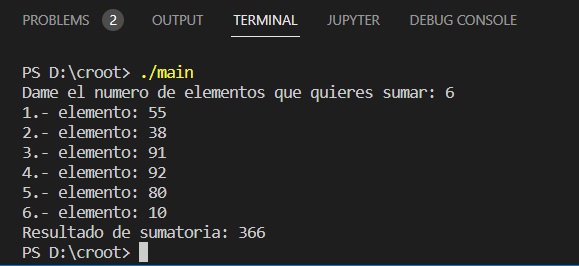 PROBLEMS 2 OUTPUT TERMINAL JUPYTER DEBUG CONSOLE
PS D:\croot> ./main
Dame el numero de elementos que quieres sumar: 6
1.- elemento: 55
2.- elemento: 38
3.- elemento: 91
4.- elemento: 92
5.- elemento: 80
6.- elemento: 10
Resultado de sumatoria: 366
PS D:\croot>